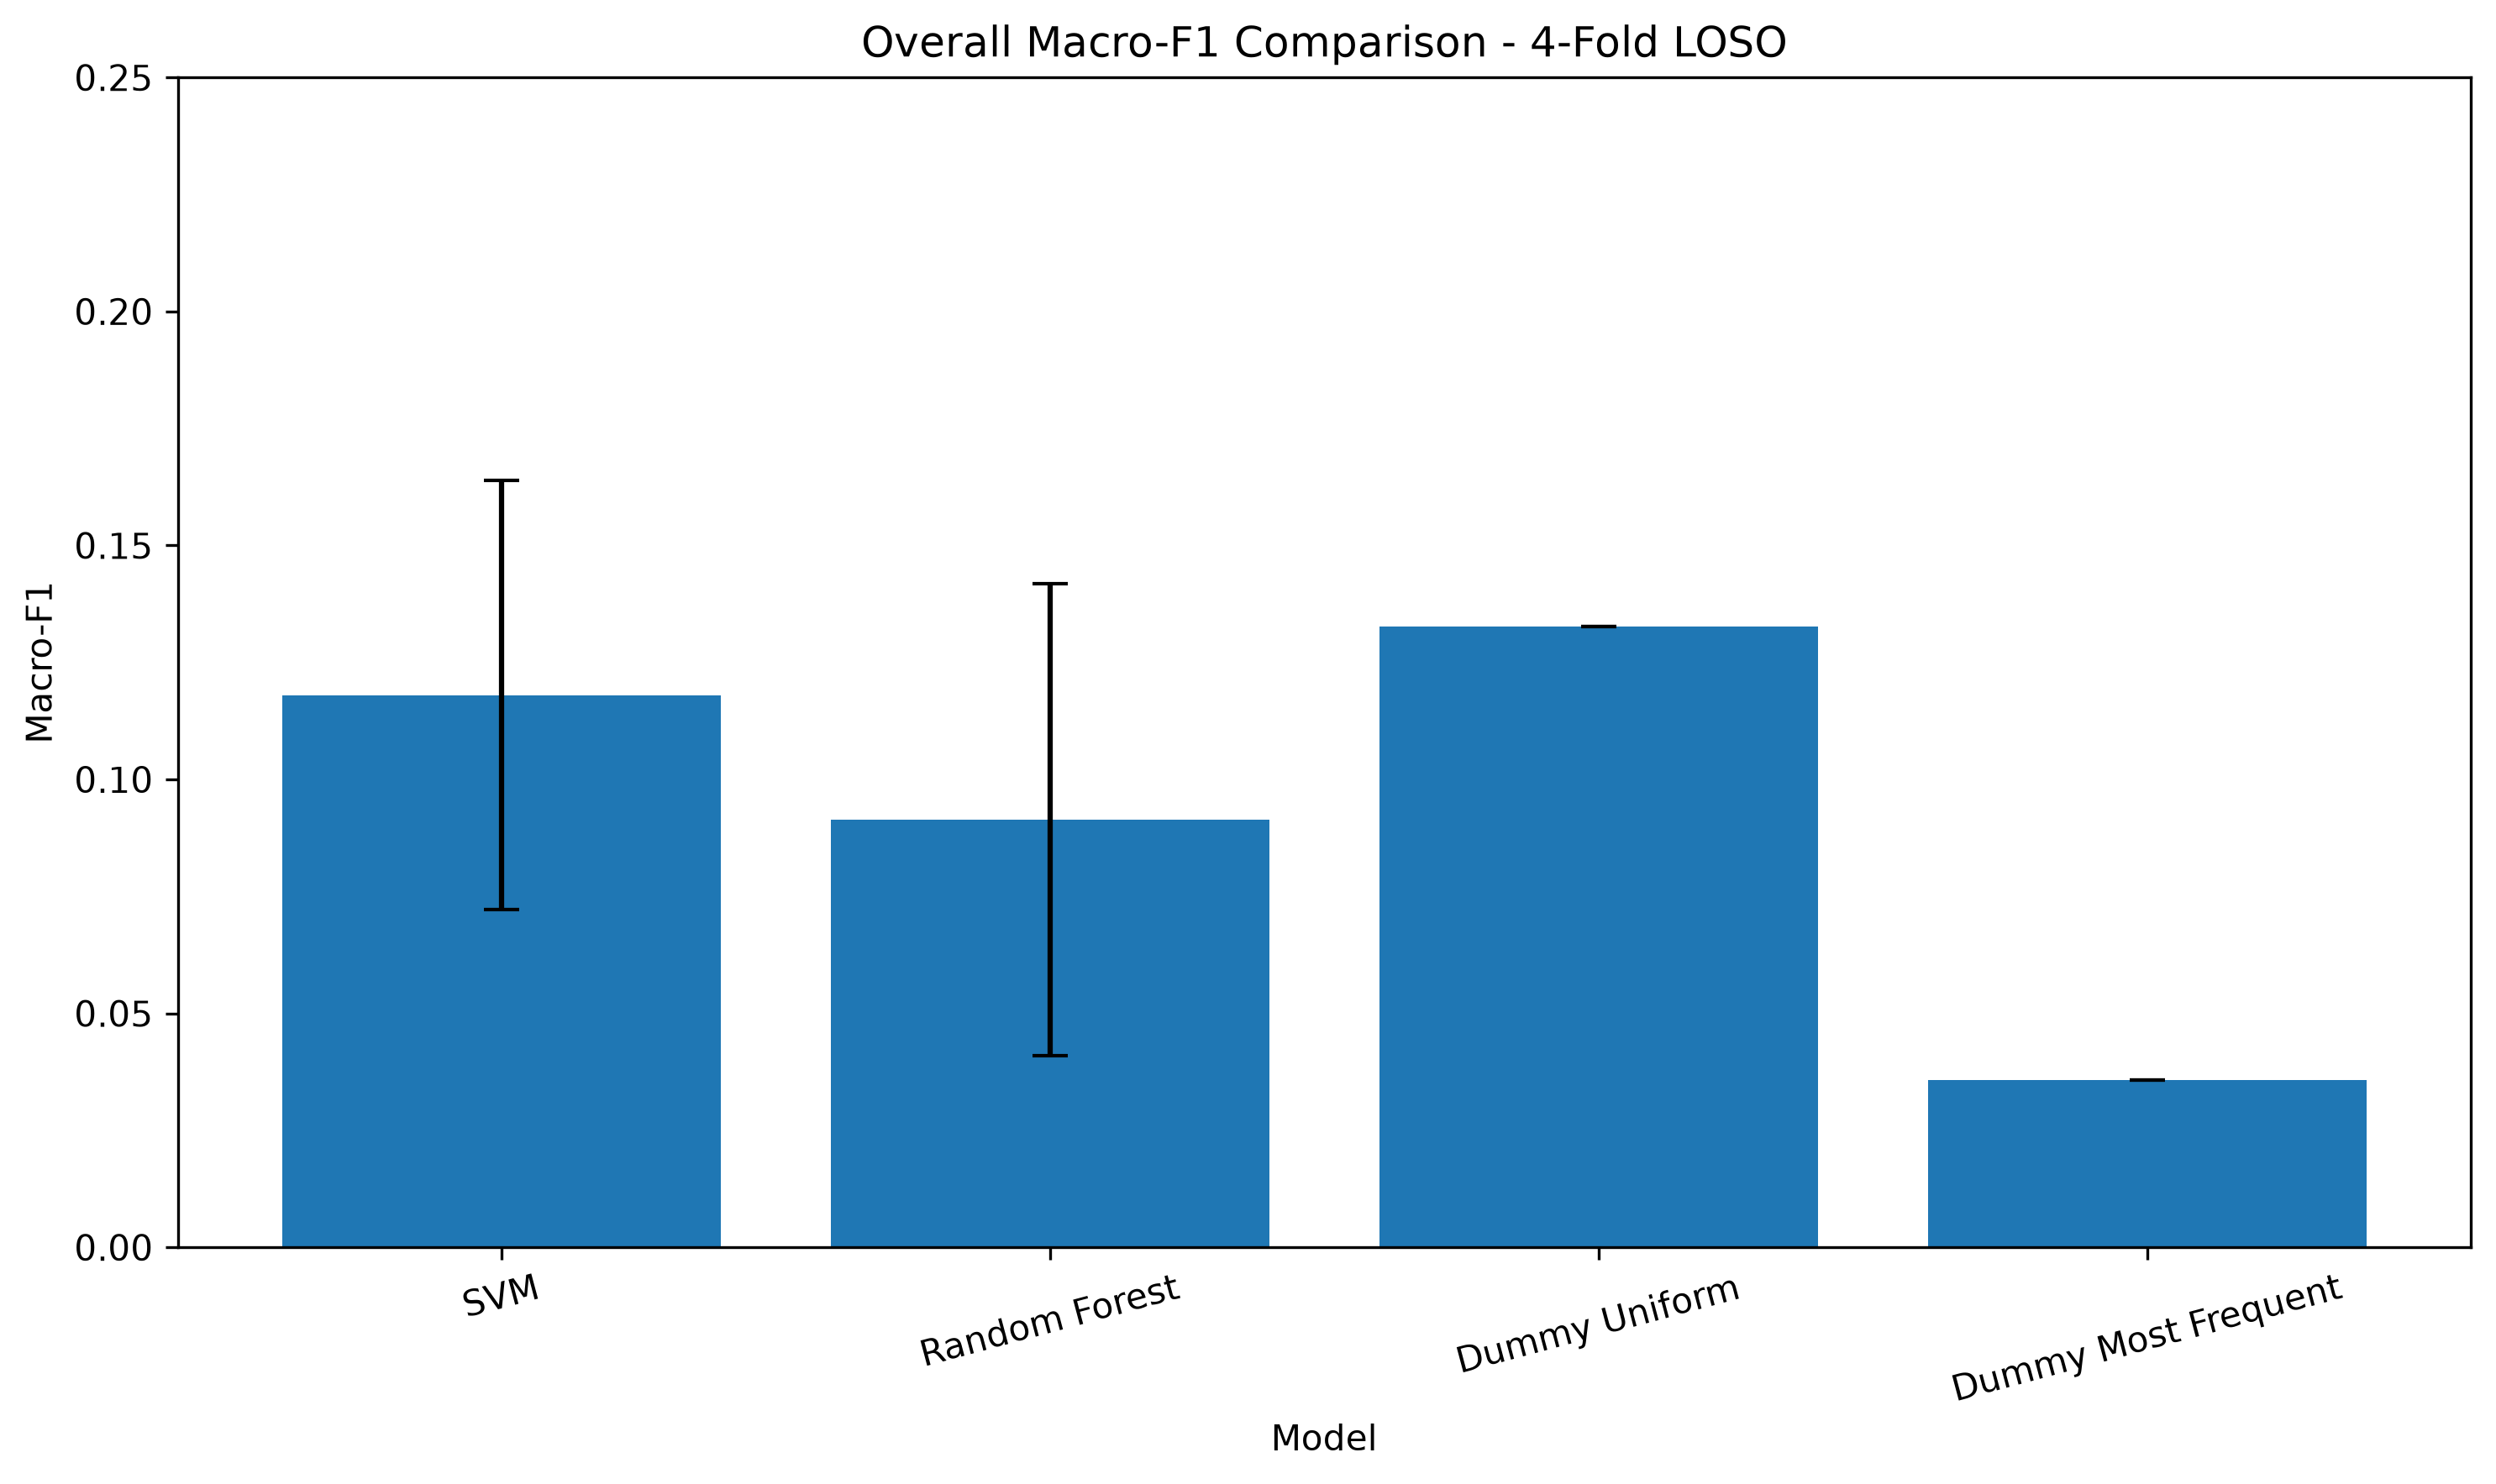 Overall Macro-F1 Comparison - 4-Fold LOSO
0.25
0.20
0.15
0.10
0.05
0.00
Macro-F1
SVM
Random Forest
Dummy Uniform
Dummy Most Frequent
Model